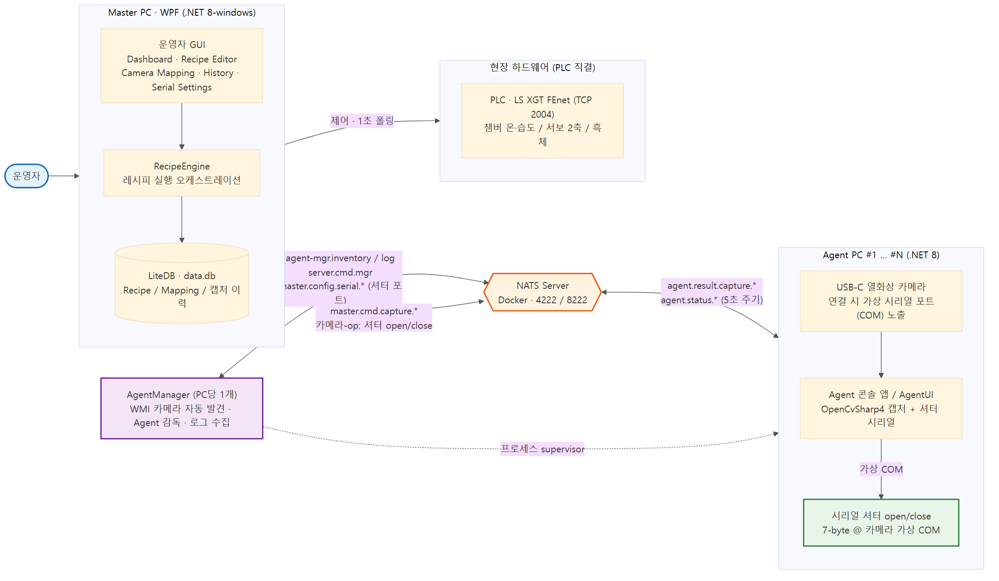 Master PC · WPF (.NET 8-windows)
운영자 GUI
Dashboard · Recipe Editor
Camera Mapping · History ·
Serial Settings
RecipeEngine
레시피 실행 오케스트레이션
LiteDB · data.db
Recipe / Mapping / 캡처 이
력
운영자
제어 · 1초 폴링
현장 하드웨어 (PLC 직결)
PLC · LS XGT FEnet (TCP
2004)
챔버 온·습도 / 서보 2축 / 흑
체
agent-mgr.inventory / log
server.cmd.mgr
master.config.serial.* (셔터 포
트)
master.cmd.capture.*
카메라-op: 셔터 open/close
NATS Server
Docker · 4222 / 8222
agent.result.capture.*
agent.status.* (5초 주기)
AgentManager (PC당 1개)
WMI 카메라 자동 발견 ·
Agent 감독 · 로그 수집
프로세스 supervisor
Agent PC #1 … #N (.NET 8)
USB-C 열화상 카메라
연결 시 가상 시리얼 포트
(COM) 노출
Agent 콘솔 앱 / AgentUI
OpenCvSharp4 캡처 + 셔터
시리얼
가상 COM
시리얼 셔터 open/close
7-byte @ 카메라 가상 COM